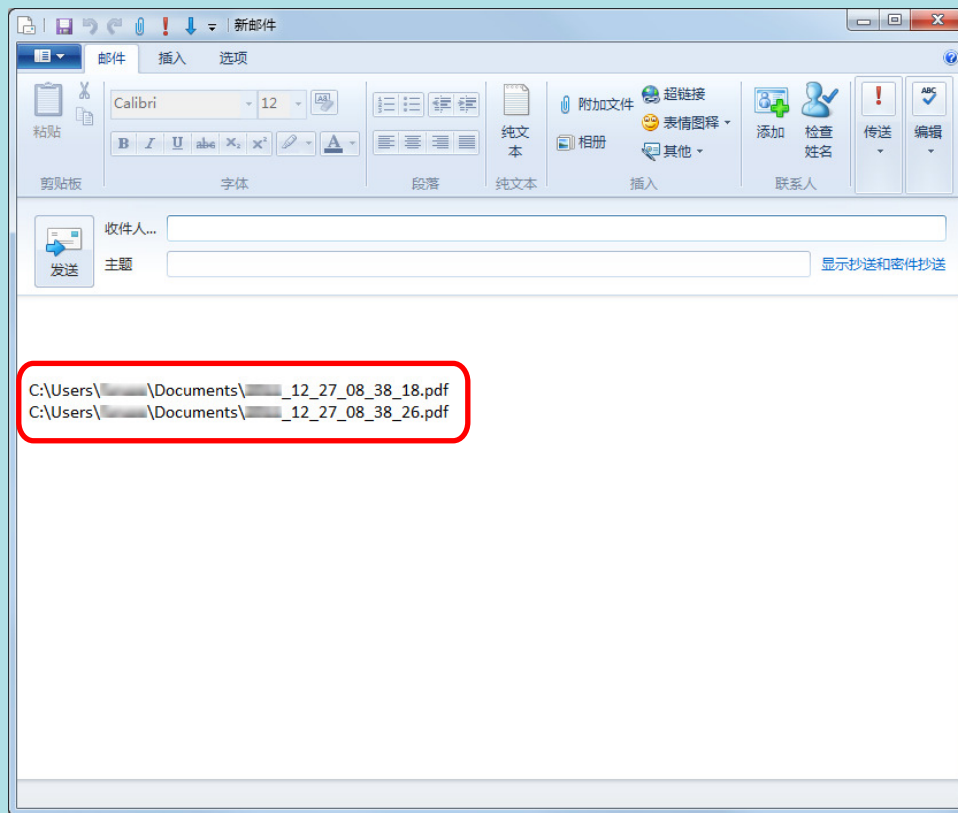 新邮件
邮件 插入 选项
粘贴
剪贴板
Calibri 12
B I U abc X₂ X²
A
字体
段落
纯文
本
纯文本
附加文件
相册
超链接
表情图释
其他
插入
添加
检查
姓名
联系人
传送
ABC
编辑
发送
收件人...
主题
显示抄送和密件抄送
C:\Users\ \Documents\ _12_27_08_38_18.pdf
C:\Users\ \Documents\ _12_27_08_38_26.pdf